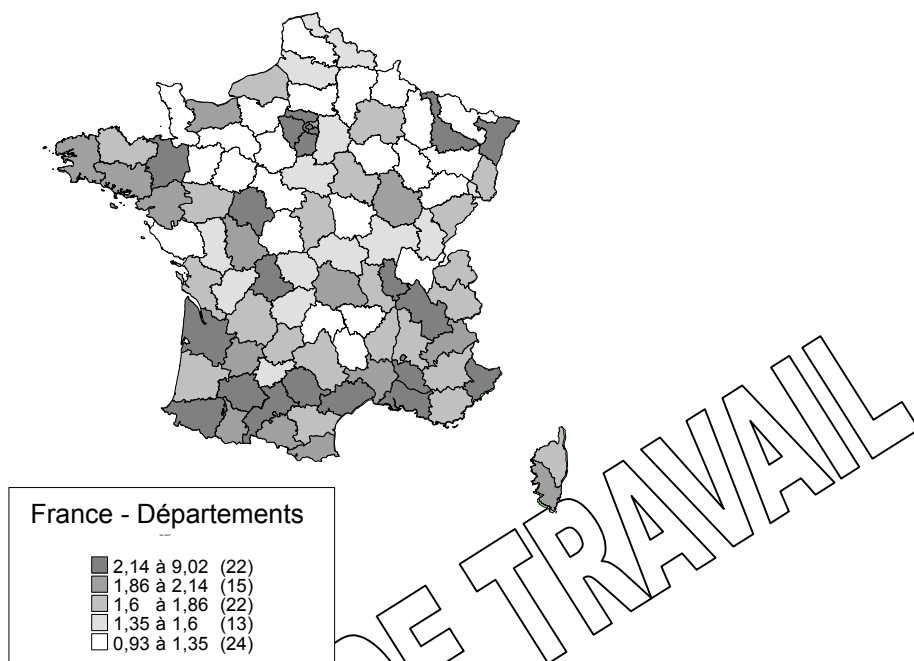 France - Départements
2,14 à 9,02 (22)
1,86 à 2,14 (15)
1,6 à 1,86 (22)
1,35 à 1,6 (13)
0,93 à 1,35 (24)
DE TRAVAIL